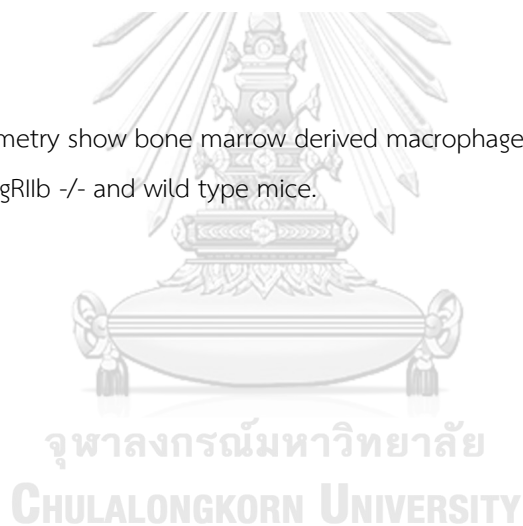 metry show bone marrow derived macrophage
gRIIb -/- and wild type mice.
จุฬาลงกรณ์มหาวิทยาลัย
CHULALONGKORN UNIVERSITY